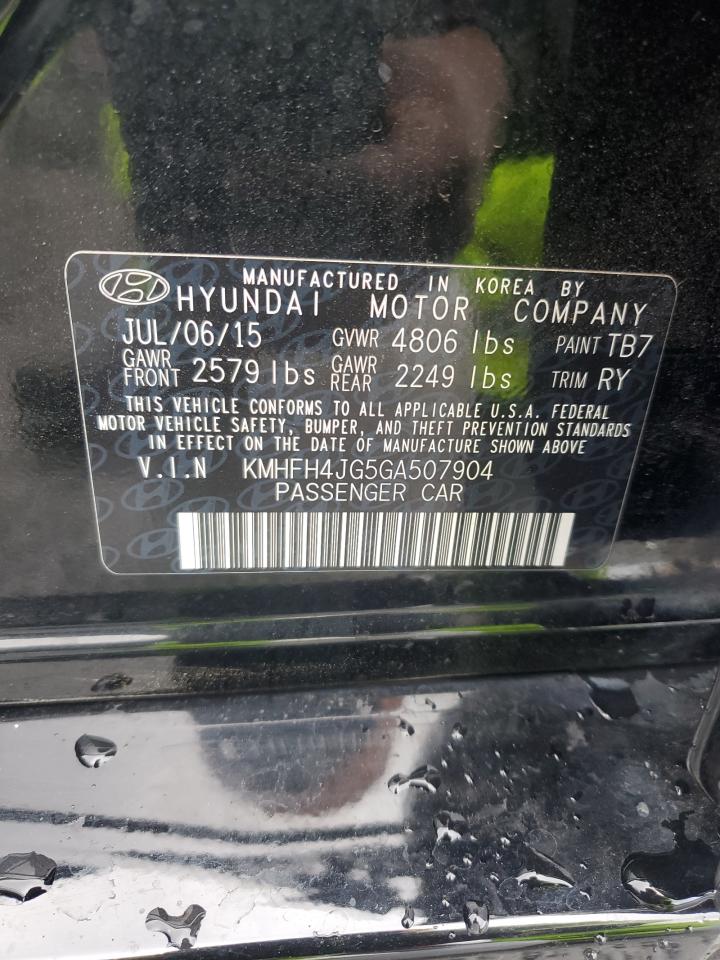 MANUFACTURED IN KOREA BY
HYUNDAI MOTOR COMPANY
JUL/06/15 GVWR 4806 lbs PAINT TB7
GAWR FRONT 2579 lbs GAWR REAR 2249 lbs TRIM RY
THIS VEHICLE CONFORMS TO ALL APPLICABLE U.S.A. FEDERAL
MOTOR VEHICLE SAFETY, BUMPER, AND THEFT PREVENTION STANDARDS
IN EFFECT ON THE DATE OF MANUFACTURE SHOWN ABOVE
V.I.N KMHFH4JG5GA507904
PASSENGER CAR